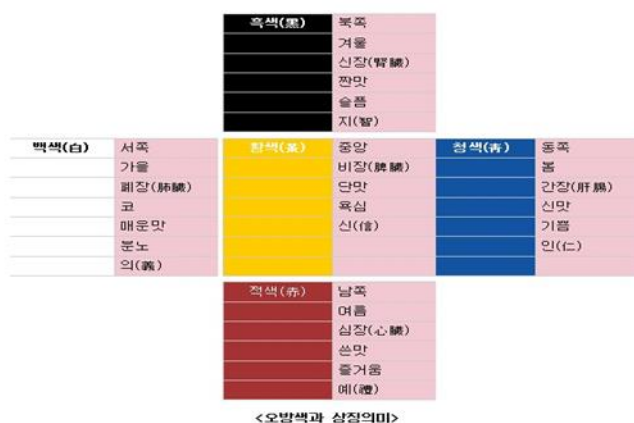 흑색(黑) 북쪽
겨울
신장(腎臟)
짠맛
슬픔
지(智)
백색(白) 서쪽
가을
폐장(肺臟)
코
매운맛
분노
의(義)
황색(黃) 중앙
비장(脾臟)
단맛
욕심
신(信)
청색(靑) 동쪽
봄
간장(肝腸)
신맛
기쁨
인(仁)
적색(赤) 남쪽
여름
심장(心臟)
쓴맛
즐거움
예(禮)
<오방색과 상징의미>